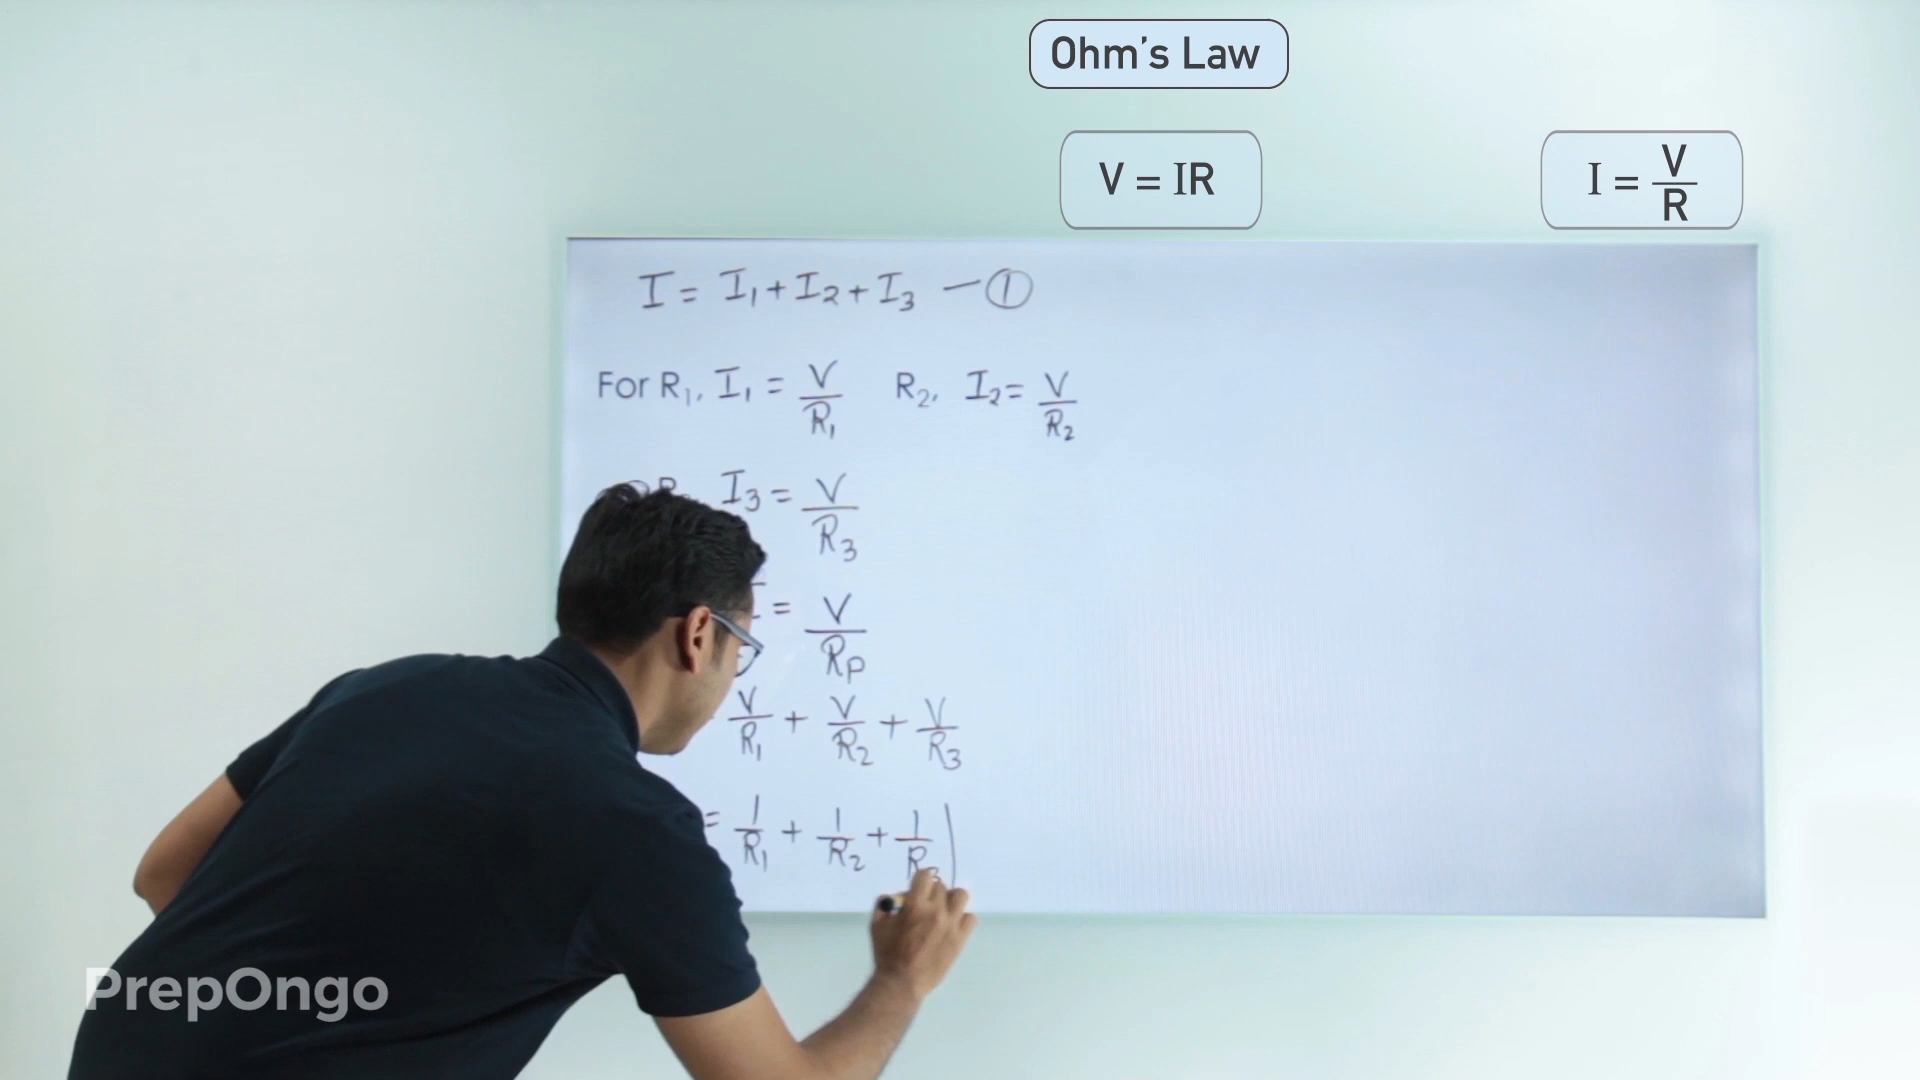 Ohm's Law
V = IR
I = V/R
I = I₁ + I₂ + I₃ — ①
For R₁, I₁ = V/R₁ R₂, I₂ = V/R₂
I₃ = V/R₃
= V/Rp
V/R₁ + V/R₂ + V/R₃
= 1/R₁ + 1/R₂ + 1/R₃
PrepOngo